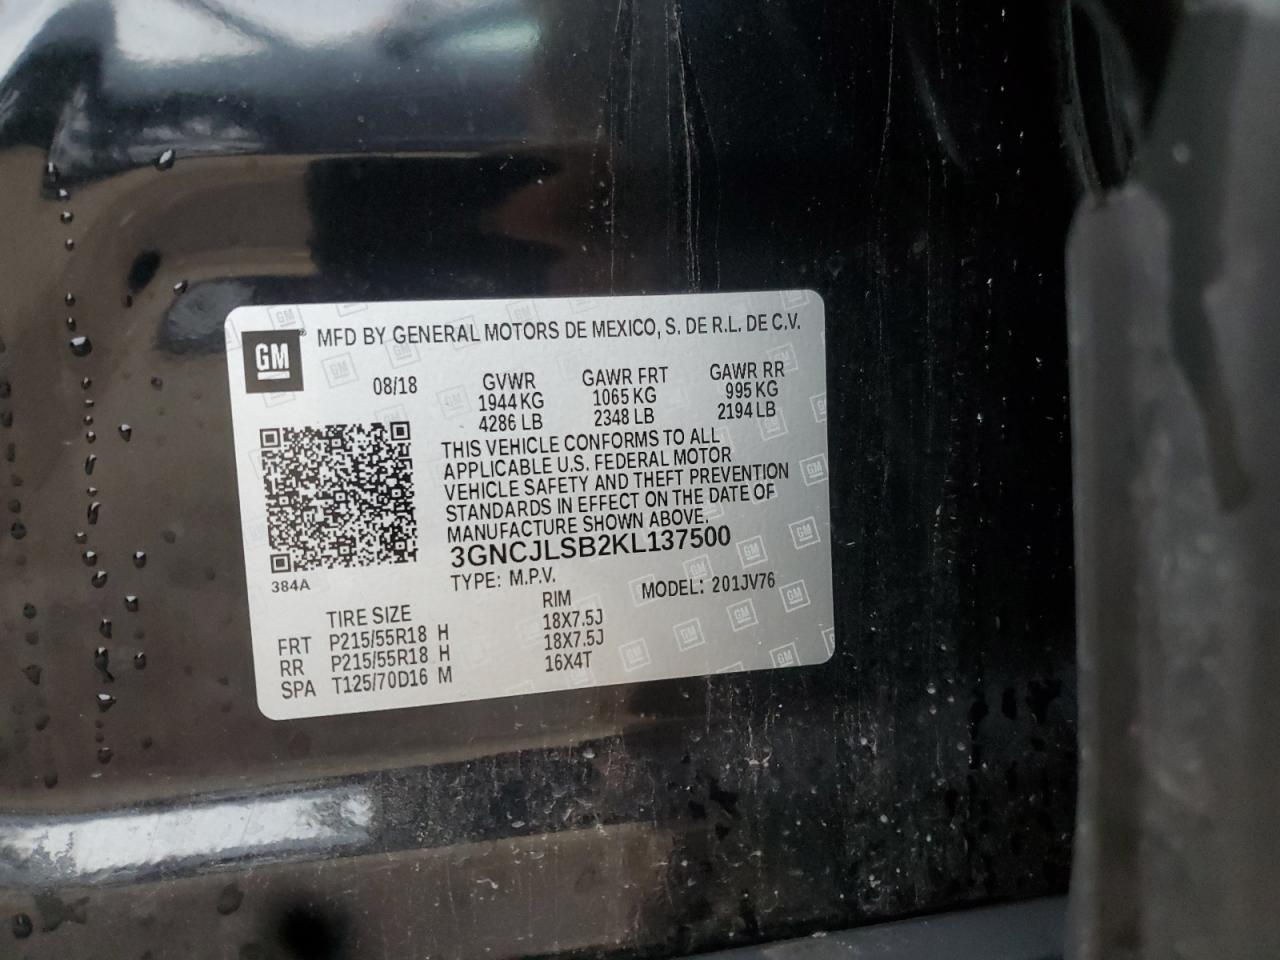 GM ® MFD BY GENERAL MOTORS DE MEXICO, S. DE R.L. DE C.V.
08/18 GVWR GAWR FRT GAWR RR
1944 KG 1065 KG 995 KG
4286 LB 2348 LB 2194 LB
THIS VEHICLE CONFORMS TO ALL
APPLICABLE U.S. FEDERAL MOTOR
VEHICLE SAFETY AND THEFT PREVENTION
STANDARDS IN EFFECT ON THE DATE OF
MANUFACTURE SHOWN ABOVE.
3GNCJLSB2KL137500
384A
TYPE: M.P.V. MODEL: 201JV76
TIRE SIZE RIM
FRT P215/55R18 H 18X7.5J
RR P215/55R18 H 18X7.5J
SPA T125/70D16 M 16X4T